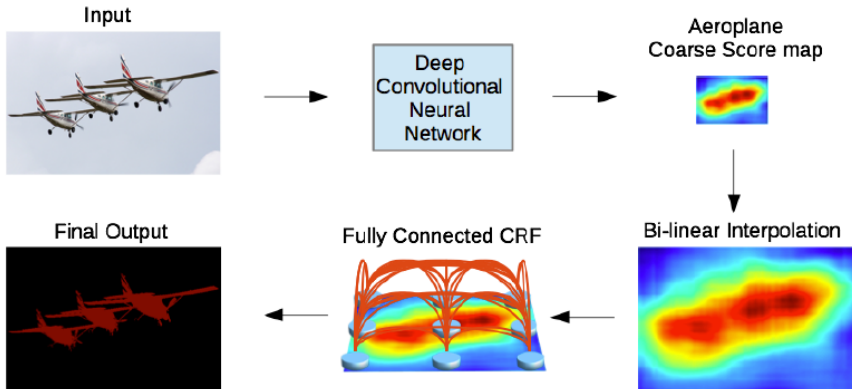 Input
Deep
Convolutional
Neural
Network
Aeroplane
Coarse Score map
Bi-linear Interpolation
Fully Connected CRF
Final Output